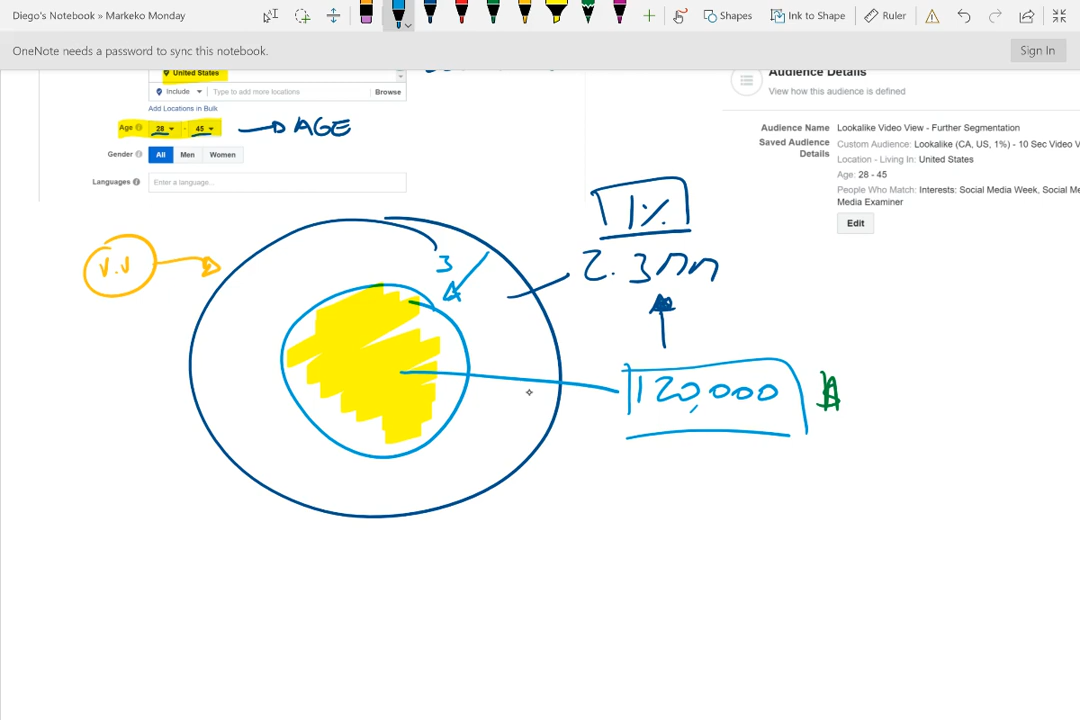 Diego's Notebook » Markeko Monday
Shapes
Ink to Shape
Ruler
OneNote needs a password to sync this notebook.
Sign In
United States
Include
Type to add more locations
Browse
Add Locations in Bulk
Age 28 - 45
AGE
Gender All Men Women
Languages Enter a language...
Audience Details
View how this audience is defined
Audience Name Lookalike Video View - Further Segmentation
Saved Audience Details
Custom Audience: Lookalike (CA, US, 1%) - 10 Sec Video V
Location - Living In: United States
Age: 28 - 45
People Who Match: Interests: Social Media Week, Social Me
Media Examiner
Edit
1%
2.3mm
V.V
3
120,000
$